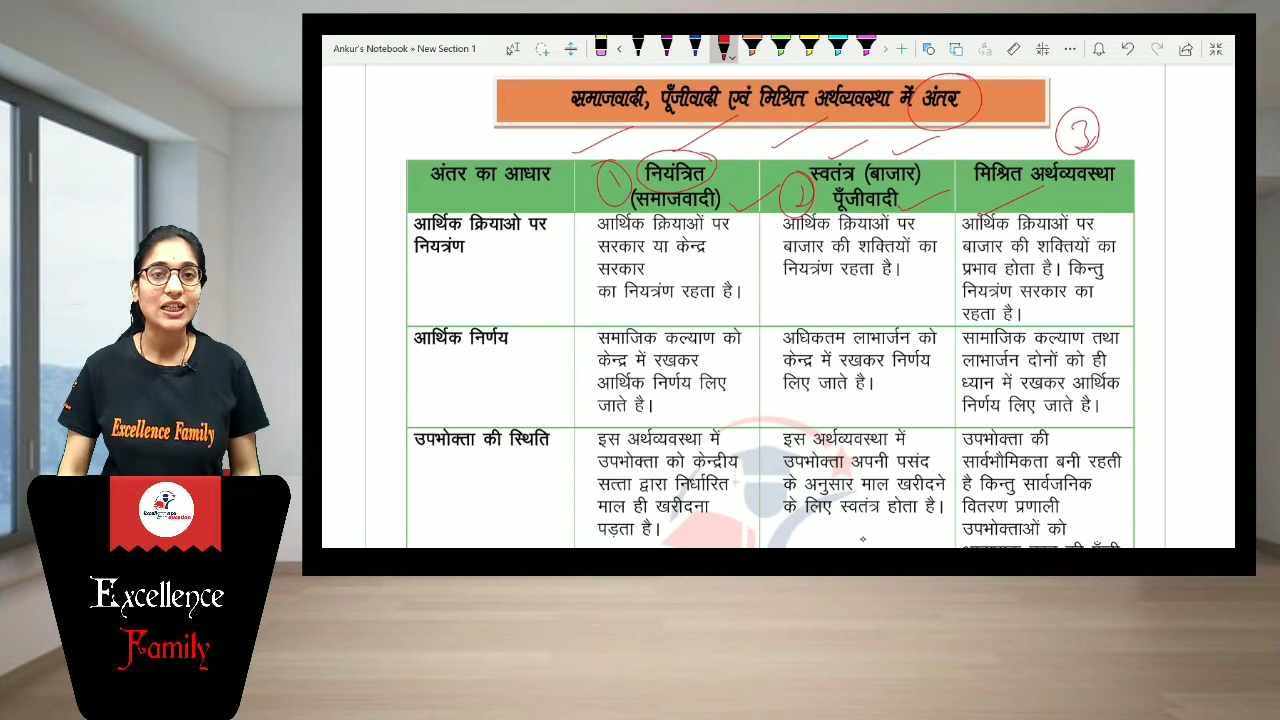 Ankur's Notebook » New Section 1
समाजवादी, पूँजीवादी एवं मिश्रित अर्थव्यवस्था में अंतर
3
अंतर का आधार
1 नियंत्रित
(समाजवादी)
2 स्वतंत्र (बाजार)
पूँजीवादी
मिश्रित अर्थव्यवस्था
आर्थिक क्रियाओ पर
नियत्रंण
आर्थिक क्रियाओं पर
सरकार या केन्द्र
सरकार
का नियत्रंण रहता है।
आर्थिक क्रियाओं पर
बाजार की शक्तियों का
नियत्रंण रहता है।
आर्थिक क्रियाओं पर
बाजार की शक्तियों का
प्रभाव होता है। किन्तु
नियत्रंण सरकार का
रहता है।
आर्थिक निर्णय
समाजिक कल्याण को
केन्द्र में रखकर
आर्थिक निर्णय लिए
जाते है।
अधिकतम लाभार्जन को
केन्द्र में रखकर निर्णय
लिए जाते है।
सामाजिक कल्याण तथा
लाभार्जन दोनों को ही
ध्यान में रखकर आर्थिक
निर्णय लिए जाते है।
उपभोक्ता की स्थिति
इस अर्थव्यवस्था में
उपभोक्ता को केन्द्रीय
सत्ता द्वारा निर्धारित
माल ही खरीदना
पड़ता है।
इस अर्थव्यवस्था में
उपभोक्ता अपनी पसंद
के अनुसार माल खरीदने
के लिए स्वतंत्र होता है।
उपभोक्ता की
सार्वभौमिकता बनी रहती
है किन्तु सार्वजनिक
वितरण प्रणाली
उपभोक्ताओं को
Excellence Family
Excellence
Family